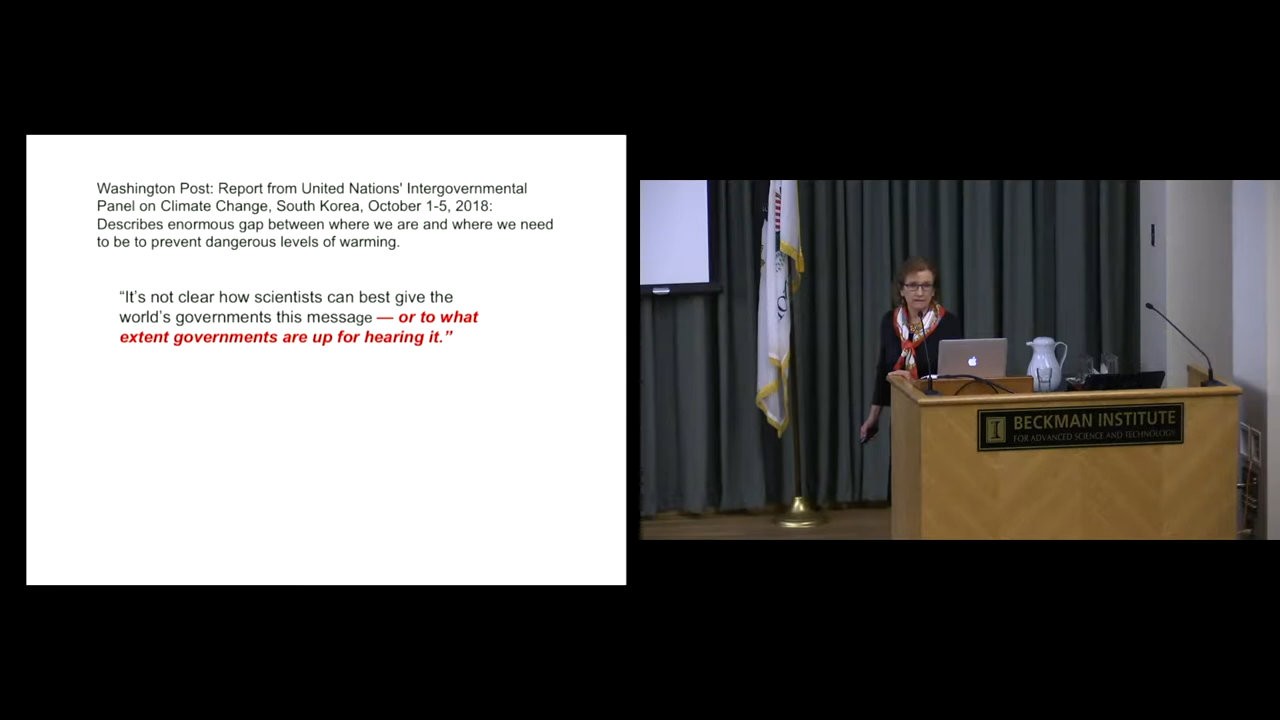 Washington Post: Report from United Nations' Intergovernmental
Panel on Climate Change, South Korea, October 1-5, 2018:
Describes enormous gap between where we are and where we need
to be to prevent dangerous levels of warming.
“It’s not clear how scientists can best give the
world’s governments this message — or to what
extent governments are up for hearing it.”
BECKMAN INSTITUTE
FOR ADVANCED SCIENCE AND TECHNOLOGY